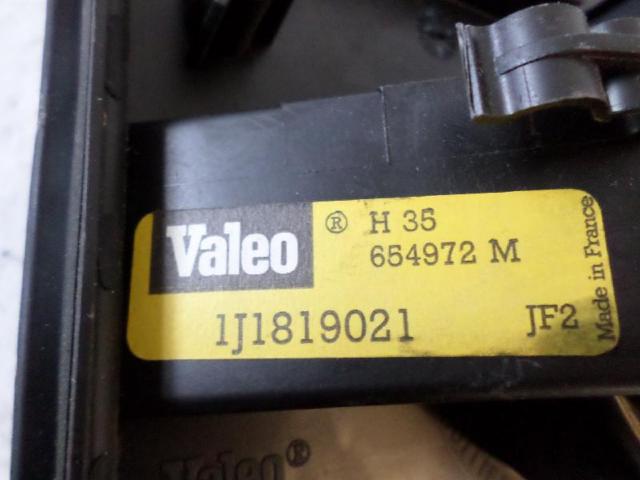 Valeo ® H 35
654972 M
1J1819021 JF2
Made in France
Valeo®